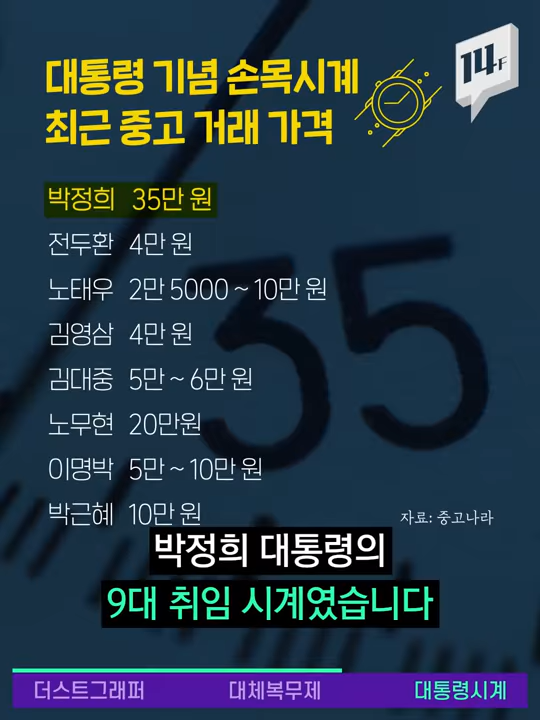 대통령 기념 손목시계
최근 중고 거래 가격
14F
박정희 35만 원
전두환 4만 원
노태우 2만 5000 ~ 10만 원
김영삼 4만 원
김대중 5만 ~ 6만 원
노무현 20만원
이명박 5만 ~ 10만 원
박근혜 10만 원
자료: 중고나라
35
박정희 대통령의
9대 취임 시계였습니다
더스트그래퍼 대체복무제 대통령시계